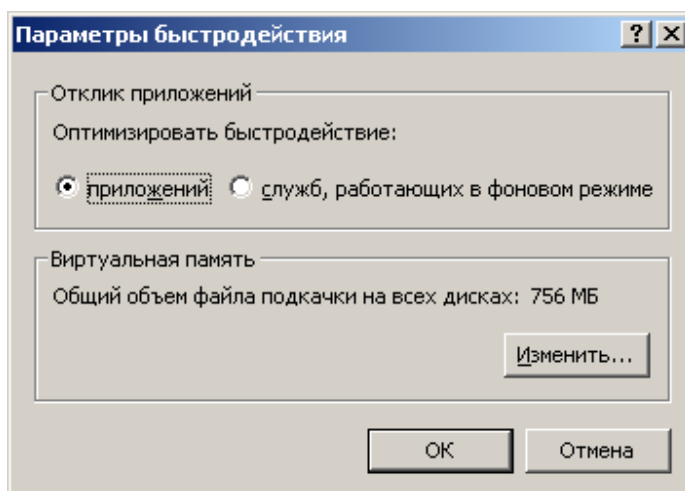 Параметры быстродействия
Отклик приложений
Оптимизировать быстродействие:
приложений служб, работающих в фоновом режиме
Виртуальная память
Общий объем файла подкачки на всех дисках: 756 МБ
Изменить...
ОК Отмена